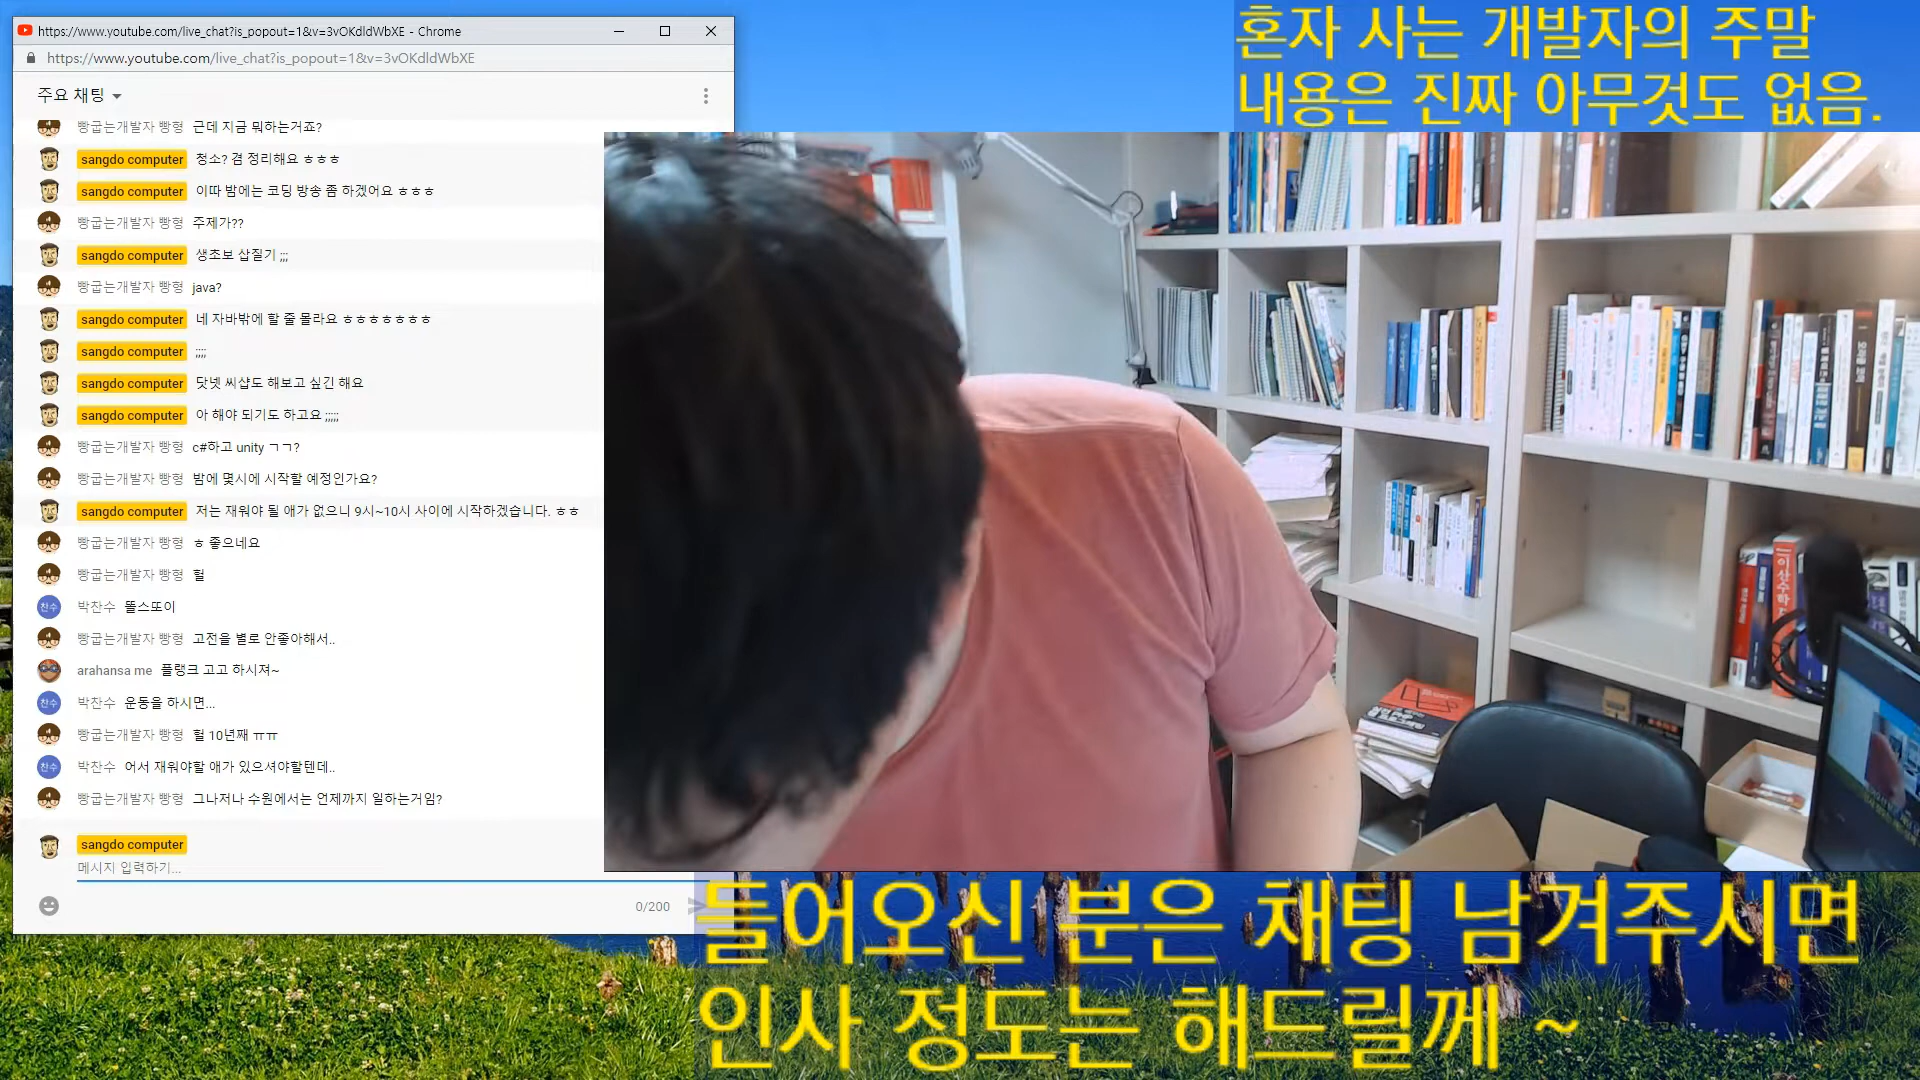 https://www.youtube.com/live_chat?is_popout=1&v=3vOKdldWbXE - Chrome
https://www.youtube.com/live_chat?is_popout=1&v=3vOKdldWbXE
주요 채팅
빵굽는개발자 빵형 근데 지금 뭐하는거죠?
sangdo computer 청소? 겸 정리해요 ㅎㅎㅎ
sangdo computer 이따 밤에는 코딩 방송 좀 하겠어요 ㅎㅎㅎ
빵굽는개발자 빵형 주제가??
sangdo computer 생초보 삽질기 ;;;
빵굽는개발자 빵형 java?
sangdo computer 네 자바밖에 할 줄 몰라요 ㅎㅎㅎㅎㅎㅎㅎ
sangdo computer ;;;;
sangdo computer 닷넷 씨샵도 해보고 싶긴 해요
sangdo computer 아 해야 되기도 하고요 ;;;;;
빵굽는개발자 빵형 c#하고 unity ㄱㄱ?
빵굽는개발자 빵형 밤에 몇시에 시작할 예정인가요?
sangdo computer 저는 재워야 될 애가 없으니 9시~10시 사이에 시작하겠습니다. ㅎㅎ
빵굽는개발자 빵형 ㅎ 좋으네요
빵굽는개발자 빵형 헐
찬수 박찬수 똘스또이
빵굽는개발자 빵형 고전을 별로 안좋아해서..
arahansa me 플랭크 고고 하시져~
찬수 박찬수 운동을 하시면...
빵굽는개발자 빵형 헐 10년째 ㅠㅠ
찬수 박찬수 어서 재워야할 애가 있으셔야할텐데..
빵굽는개발자 빵형 그나저나 수원에서는 언제까지 일하는거임?
sangdo computer
메시지 입력하기...
0/200
혼자 사는 개발자의 주말
내용은 진짜 아무것도 없음.
이산수학
들어오신 분은 채팅 남겨주시면
인사 정도는 해드릴께 ~